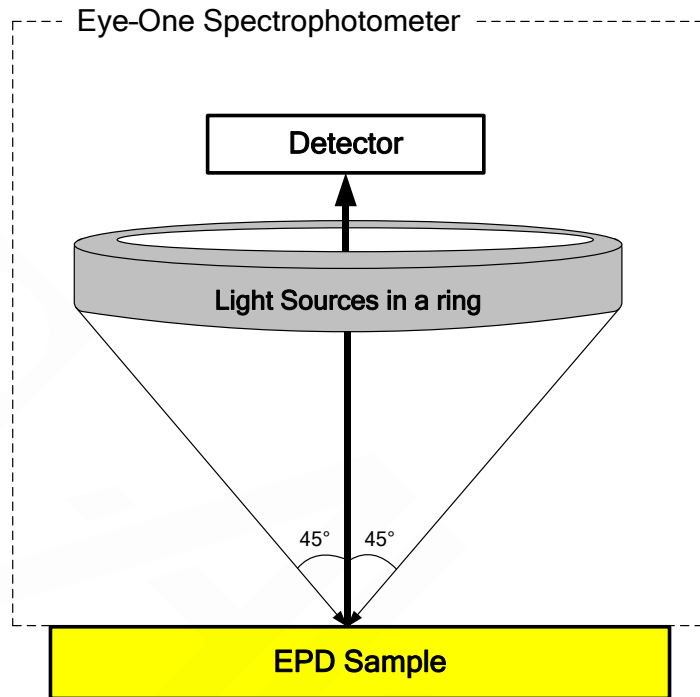 Eye-One Spectrophotometer
Detector
Light Sources in a ring
45° 45°
EPD Sample